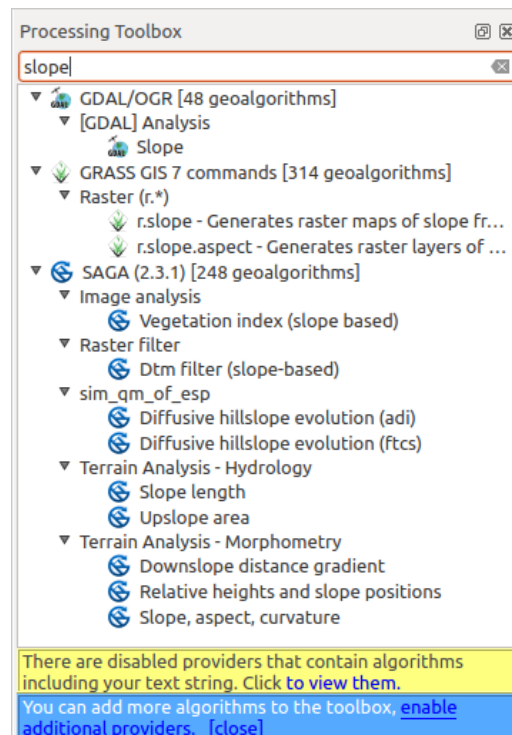 Processing Toolbox
slope
GDAL/OGR [48 geoalgorithms]
[GDAL] Analysis
Slope
GRASS GIS 7 commands [314 geoalgorithms]
Raster (r.*)
r.slope - Generates raster maps of slope fr...
r.slope.aspect - Generates raster layers of ...
SAGA (2.3.1) [248 geoalgorithms]
Image analysis
Vegetation index (slope based)
Raster filter
Dtm filter (slope-based)
sim_qm_of_esp
Diffusive hillslope evolution (adi)
Diffusive hillslope evolution (ftcs)
Terrain Analysis - Hydrology
Slope length
Upslope area
Terrain Analysis - Morphometry
Downslope distance gradient
Relative heights and slope positions
Slope, aspect, curvature
There are disabled providers that contain algorithms
including your text string. Click to view them.
You can add more algorithms to the toolbox, enable
additional providers. [close]